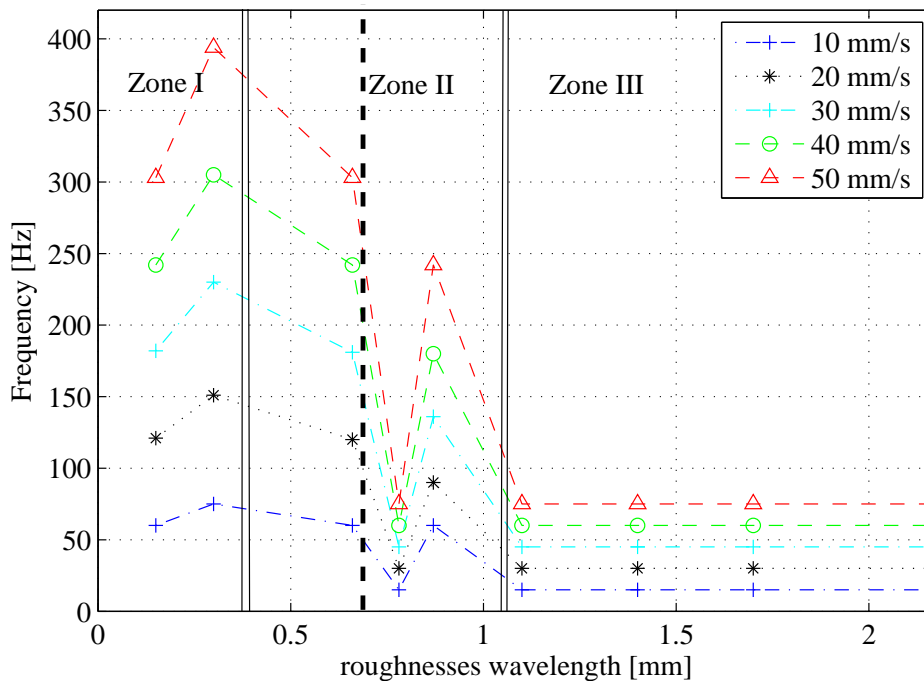 400
350
300
250
200
150
100
50
0
Frequency [Hz]
Zone I
Zone II
Zone III
10 mm/s
20 mm/s
30 mm/s
40 mm/s
50 mm/s
0 0.5 1 1.5 2
roughnesses wavelength [mm]